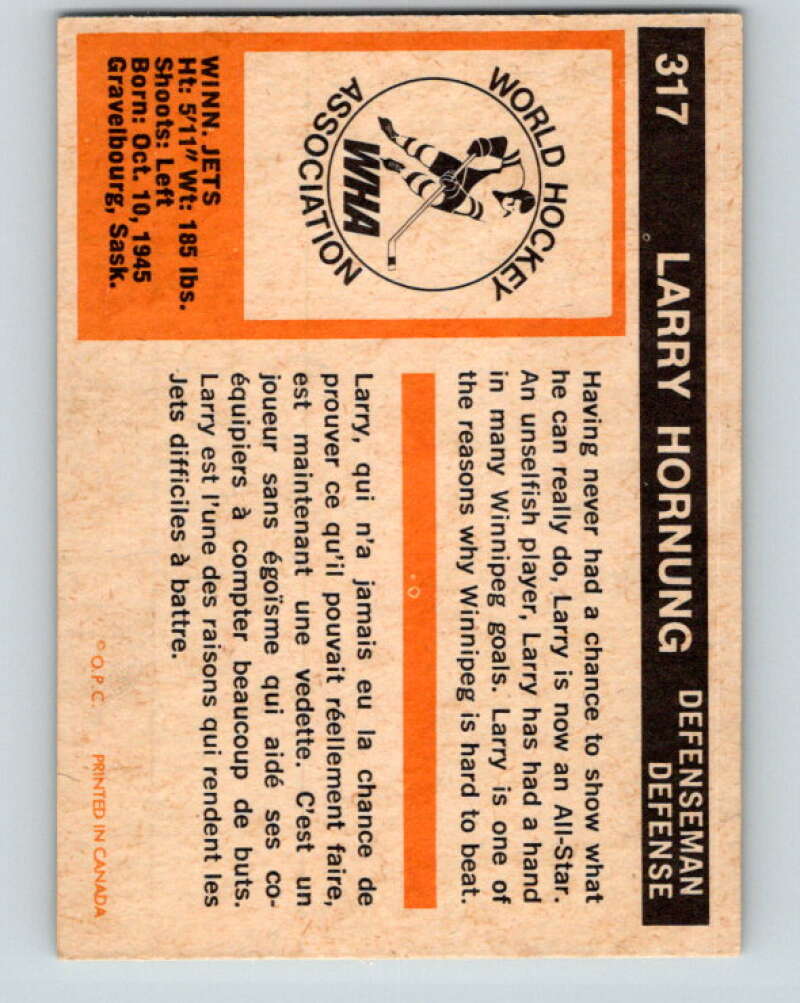 317 LARRY HORNUNG DEFENSEMAN
DEFENSE
WORLD HOCKEY
ASSOCIATION
WHA
WINN. JETS
Ht: 5'11" Wt: 185 lbs.
Shoots: Left
Born: Oct. 10, 1945
Gravelbourg, Sask.
Having never had a chance to show what
he can really do, Larry is now an All-Star.
An unselfish player, Larry has had a hand
in many Winnipeg goals. Larry is one of
the reasons why Winnipeg is hard to beat.
Larry, qui n'a jamais eu la chance de
prouver ce qu'il pouvait réellement faire,
est maintenant une vedette. C'est un
joueur sans égoïsme qui aidé ses co-
équipiers à compter beaucoup de buts.
Larry est l'une des raisons qui rendent les
Jets difficiles à battre.
© O.P.C. PRINTED IN CANADA